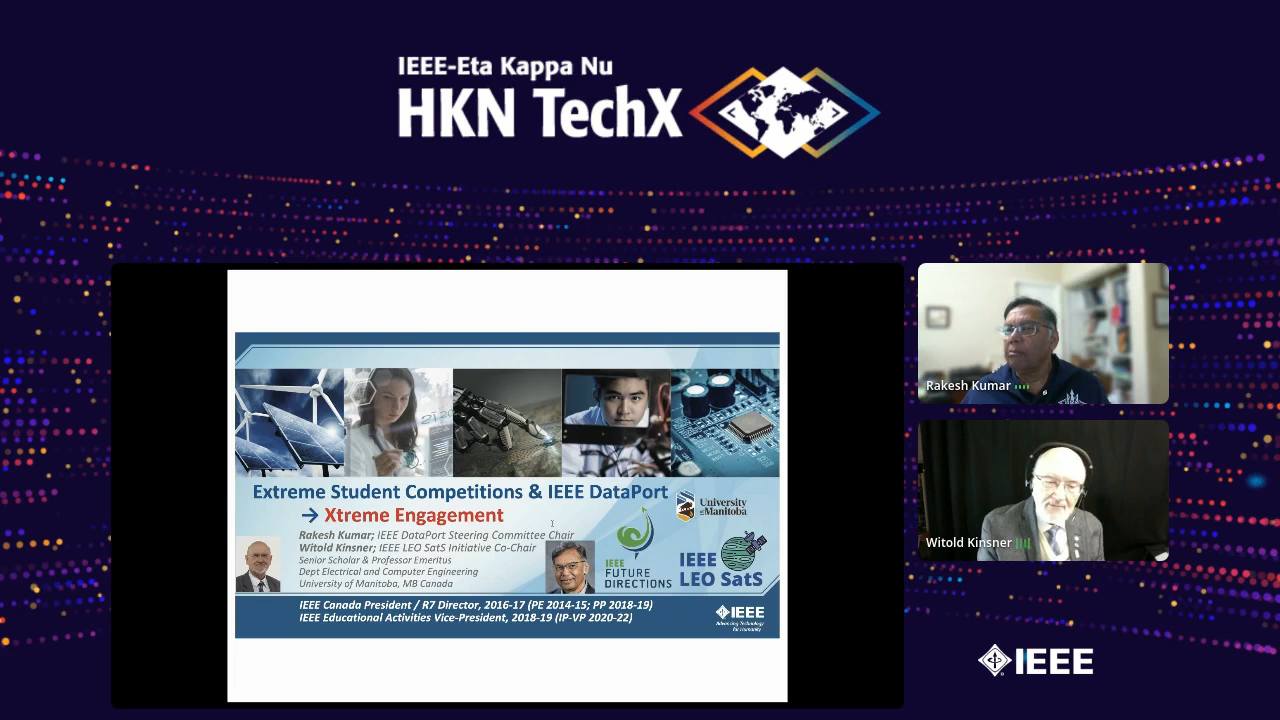 IEEE-Eta Kappa Nu
HKN TechX
Extreme Student Competitions & IEEE DataPort
→ Xtreme Engagement
Rakesh Kumar; IEEE DataPort Steering Committee Chair
Witold Kinsner; IEEE LEO SatS Initiative Co-Chair
Senior Scholar & Professor Emeritus
Dept Electrical and Computer Engineering
University of Manitoba, MB Canada
University
of Manitoba
IEEE
FUTURE
DIRECTIONS
IEEE
LEO SatS
IEEE Canada President / R7 Director, 2016-17 (PE 2014-15; PP 2018-19)
IEEE Educational Activities Vice-President, 2018-19 (IP-VP 2020-22)
IEEE
Advancing Technology
for Humanity
Rakesh Kumar
Witold Kinsner
IEEE